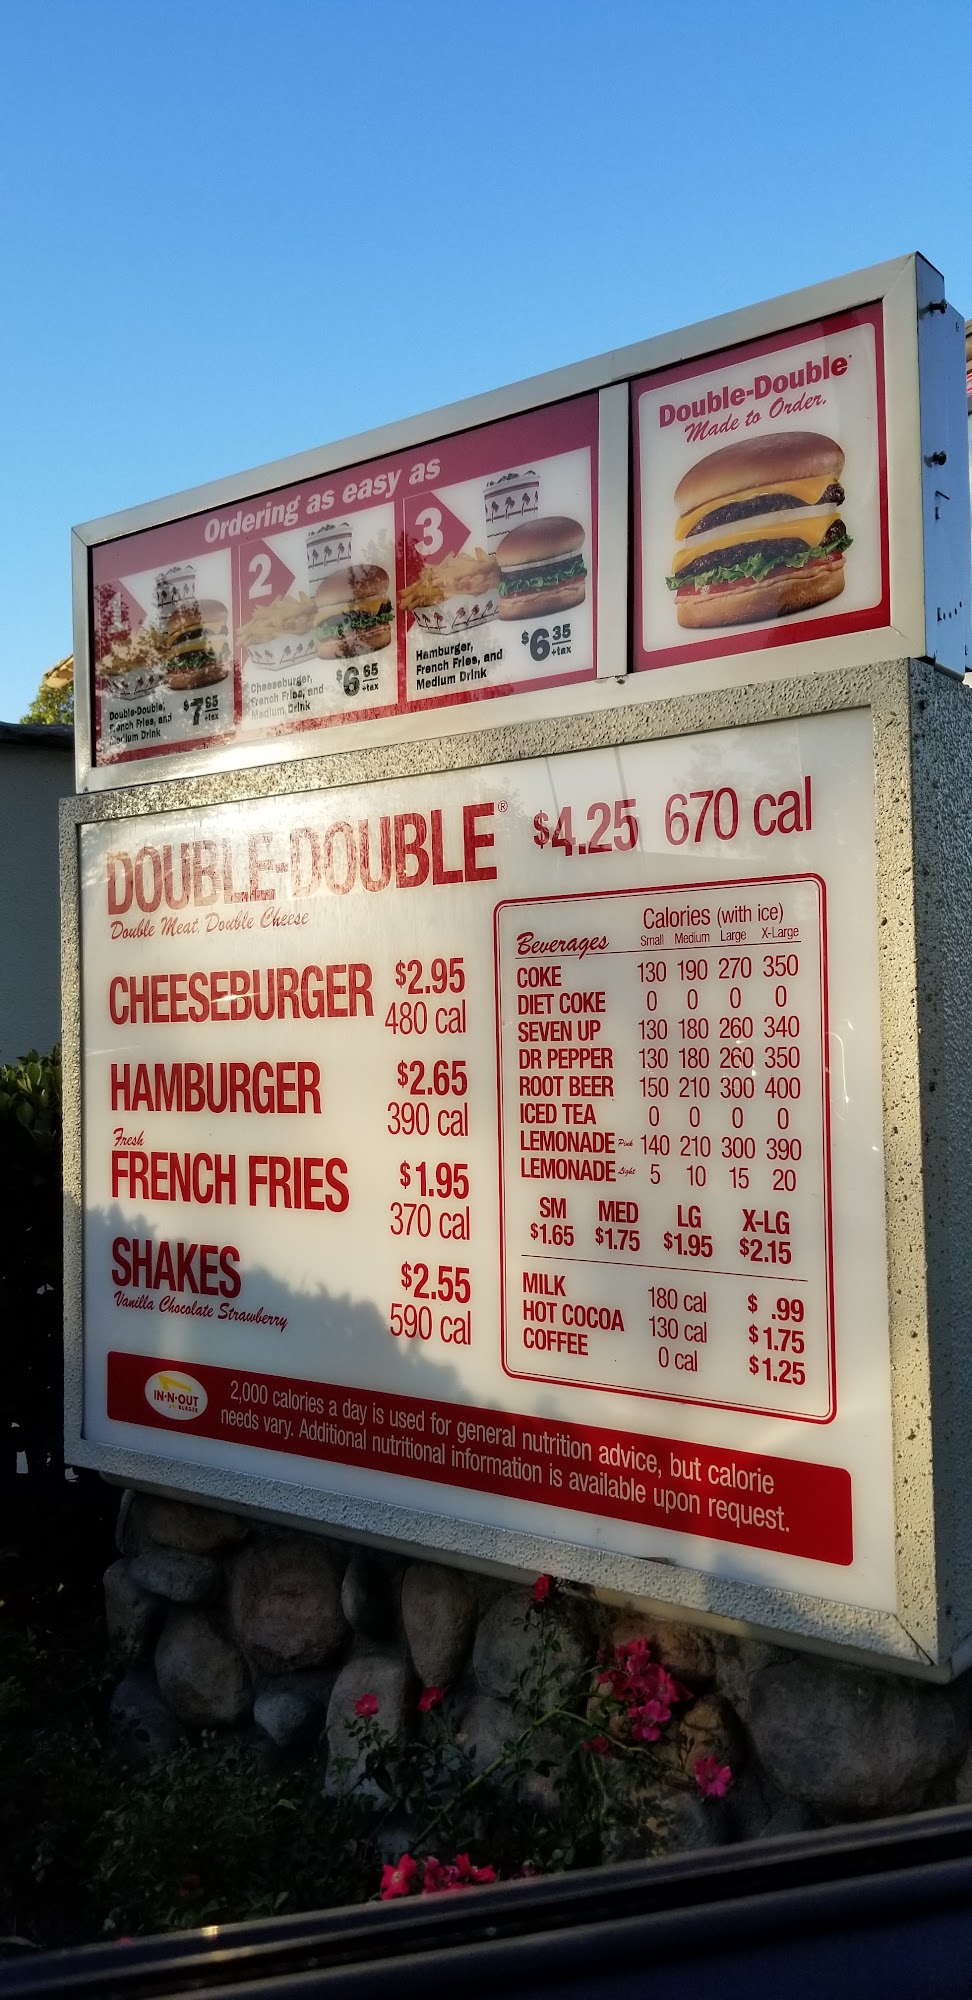 Ordering as easy as
1
Double-Double,
French Fries, and
Medium Drink
$7 95
+tax
2
Cheeseburger,
French Fries, and
Medium Drink
$6 65
+tax
3
Hamburger,
French Fries, and
Medium Drink
$6 35
+tax
Double-Double
Made to Order.
DOUBLE-DOUBLE® $4.25 670 cal
Double Meat, Double Cheese
CHEESEBURGER $2.95
480 cal
HAMBURGER $2.65
390 cal
Fresh
FRENCH FRIES $1.95
370 cal
SHAKES $2.55
Vanilla Chocolate Strawberry 590 cal
Calories (with ice)
Beverages Small Medium Large X-Large
COKE 130 190 270 350
DIET COKE 0 0 0 0
SEVEN UP 130 180 260 340
DR PEPPER 130 180 260 350
ROOT BEER 150 210 300 400
ICED TEA 0 0 0 0
LEMONADE Pink 140 210 300 390
LEMONADE Light 5 10 15 20
SM MED LG X-LG
$1.65 $1.75 $1.95 $2.15
MILK 180 cal $ .99
HOT COCOA 130 cal $1.75
COFFEE 0 cal $1.25
IN-N-OUT
BURGER
2,000 calories a day is used for general nutrition advice, but calorie
needs vary. Additional nutritional information is available upon request.